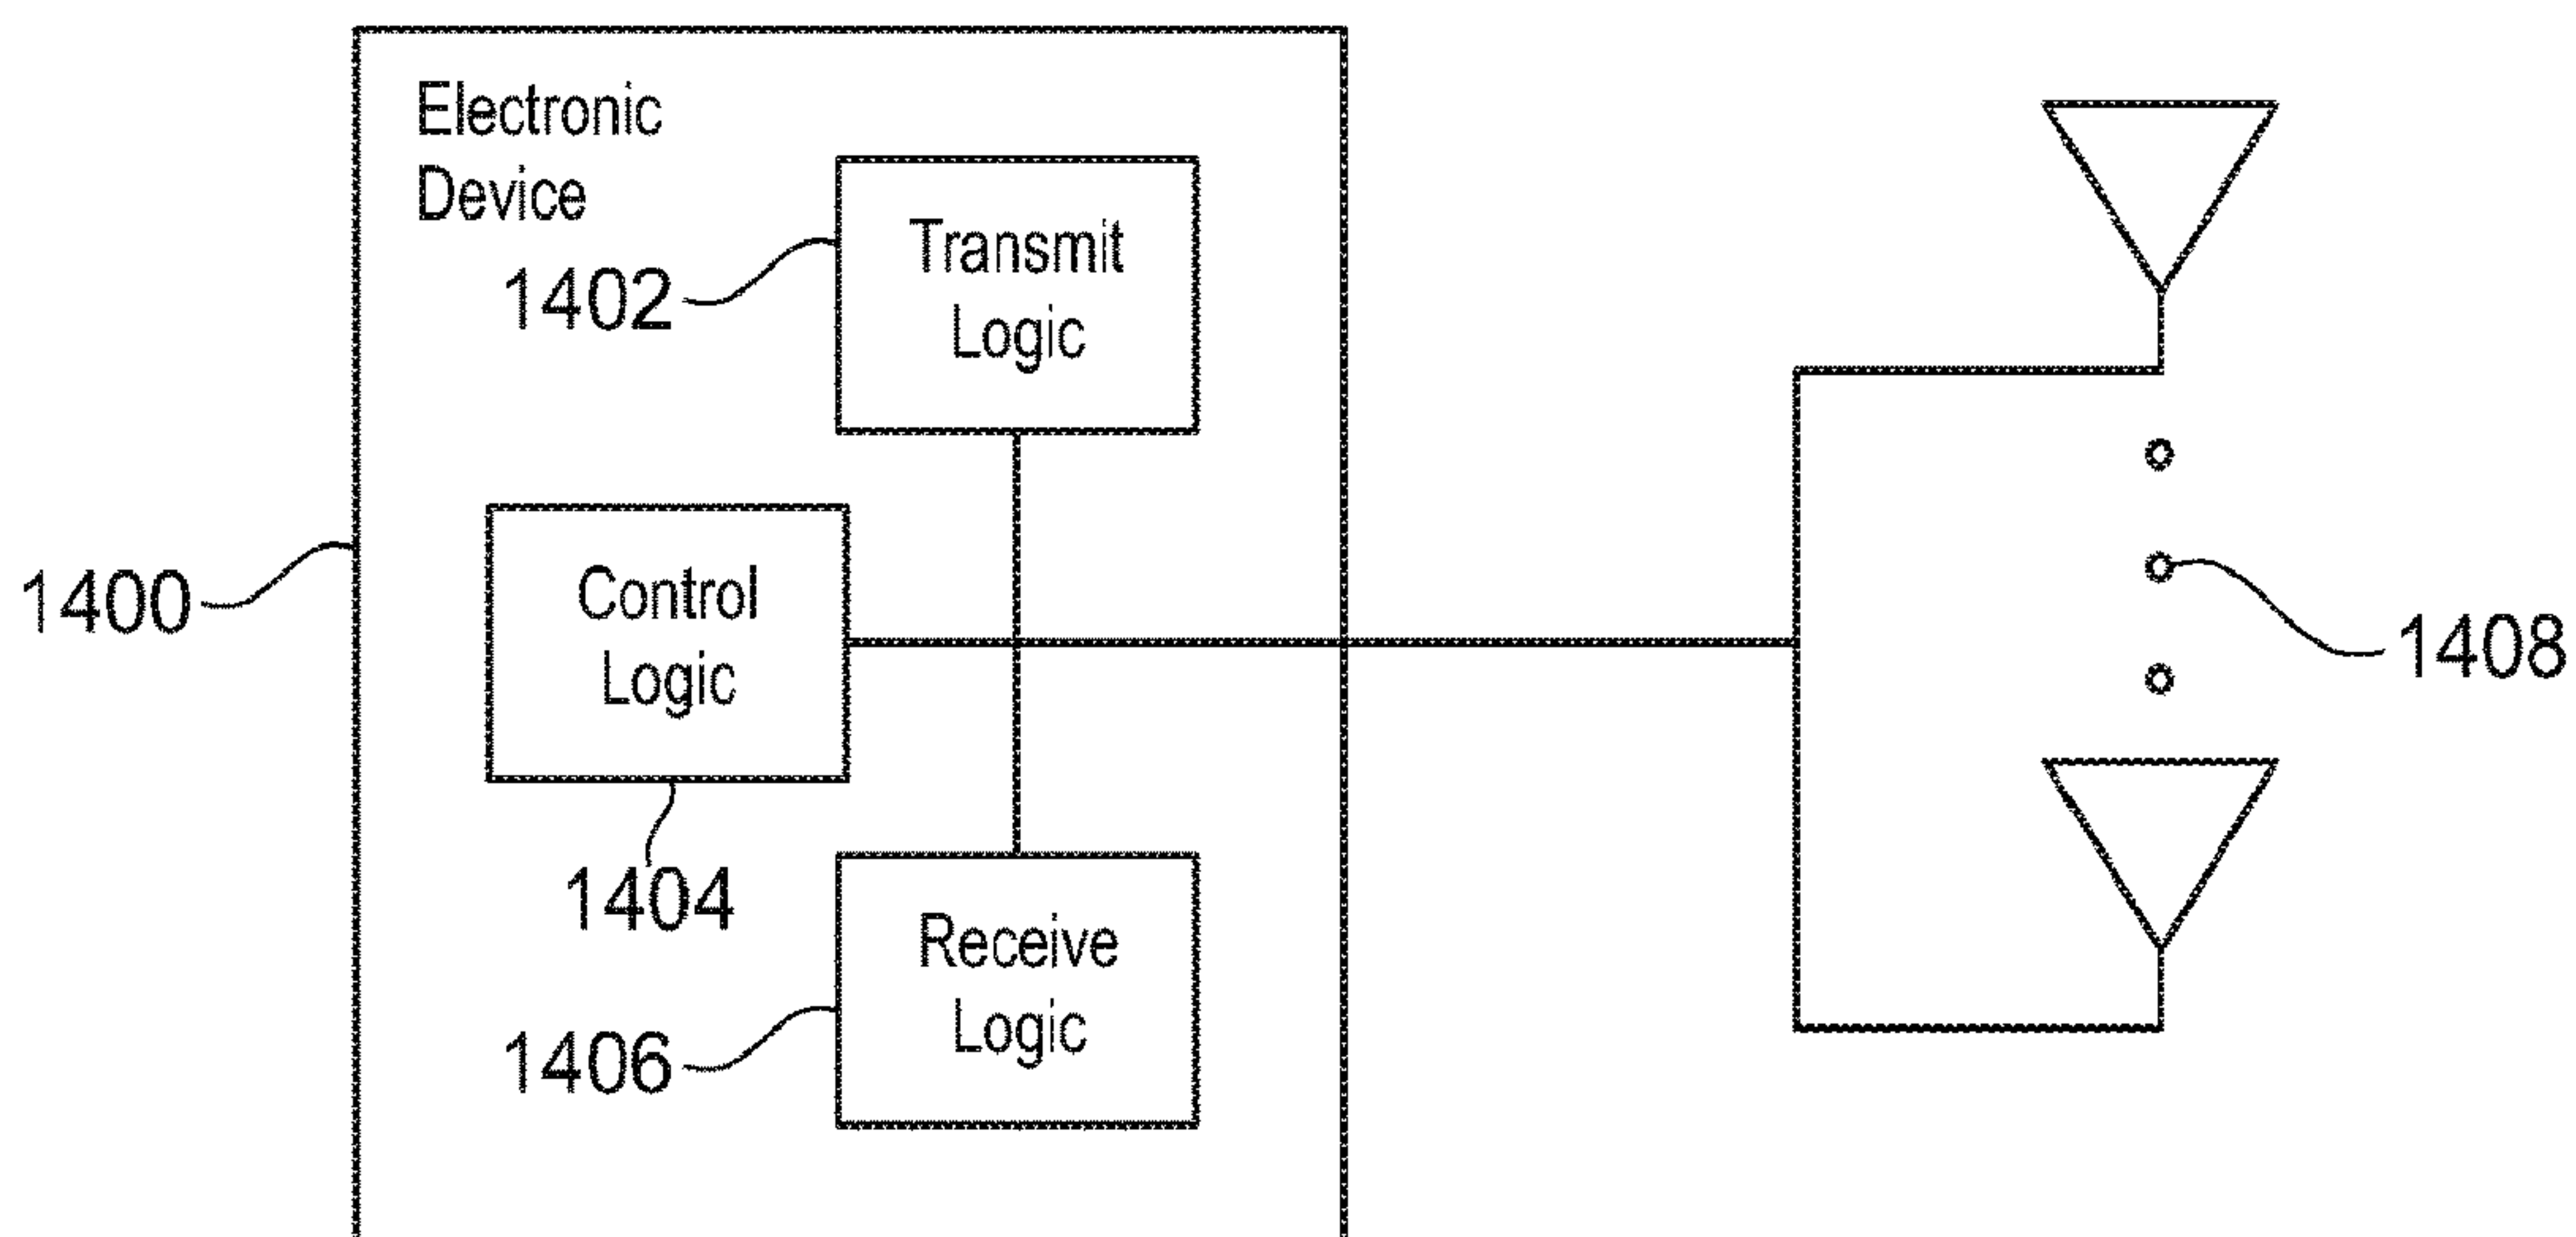 Electronic
Device
1402
Transmit
Logic
1400
Control
Logic
1408
1404
Receive
Logic
1406